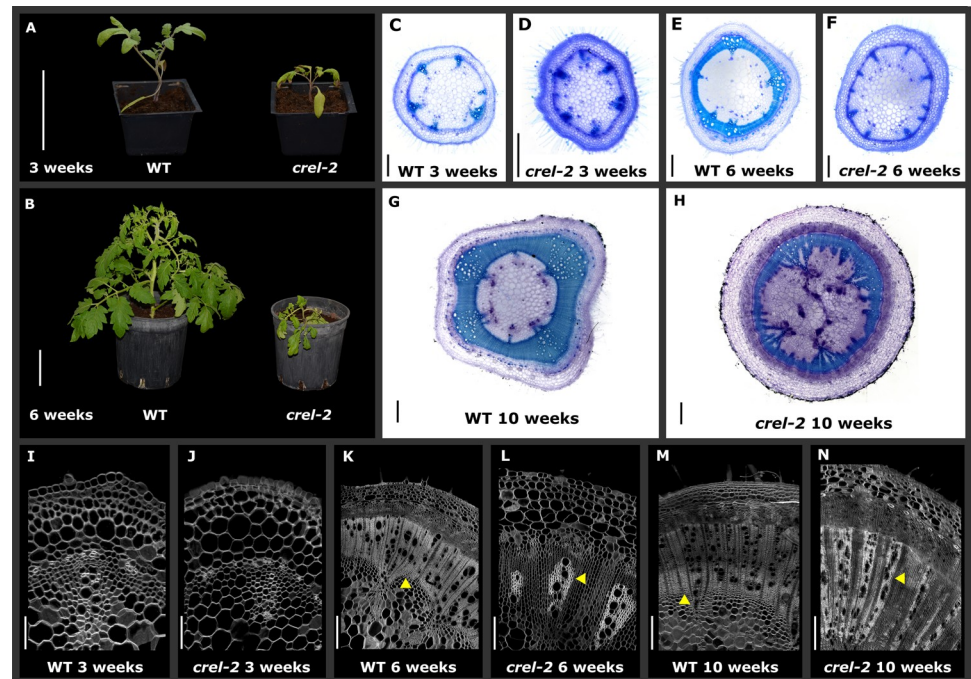 A
3 weeks WT crel-2
B
6 weeks WT crel-2
C
WT 3 weeks
D
crel-2 3 weeks
E
WT 6 weeks
F
crel-2 6 weeks
G
WT 10 weeks
H
crel-2 10 weeks
I
WT 3 weeks
J
crel-2 3 weeks
K
WT 6 weeks
L
crel-2 6 weeks
M
WT 10 weeks
N
crel-2 10 weeks